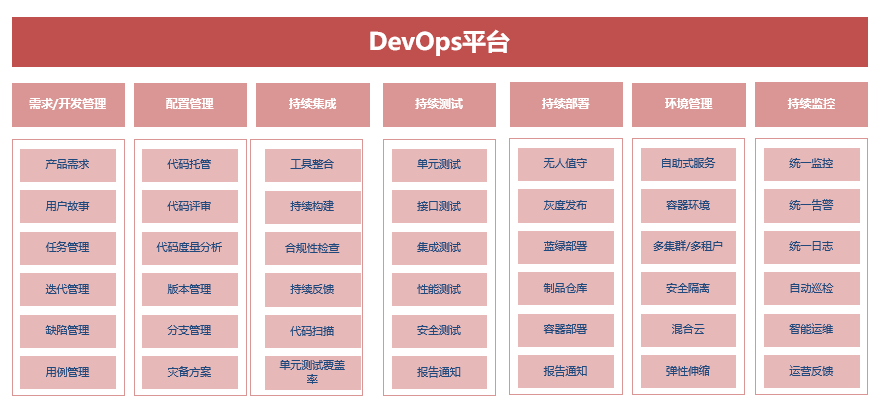 DevOps平台
需求/开发管理
配置管理
持续集成
持续测试
持续部署
环境管理
持续监控
产品需求
用户故事
任务管理
迭代管理
缺陷管理
用例管理
代码托管
代码评审
代码度量分析
版本管理
分支管理
灾备方案
工具整合
持续构建
合规性检查
持续反馈
代码扫描
单元测试覆盖
率
单元测试
接口测试
集成测试
性能测试
安全测试
报告通知
无人值守
灰度发布
蓝绿部署
制品仓库
容器部署
报告通知
自助式服务
容器环境
多集群/多租户
安全隔离
混合云
弹性伸缩
统一监控
统一告警
统一日志
自动巡检
智能运维
运营反馈